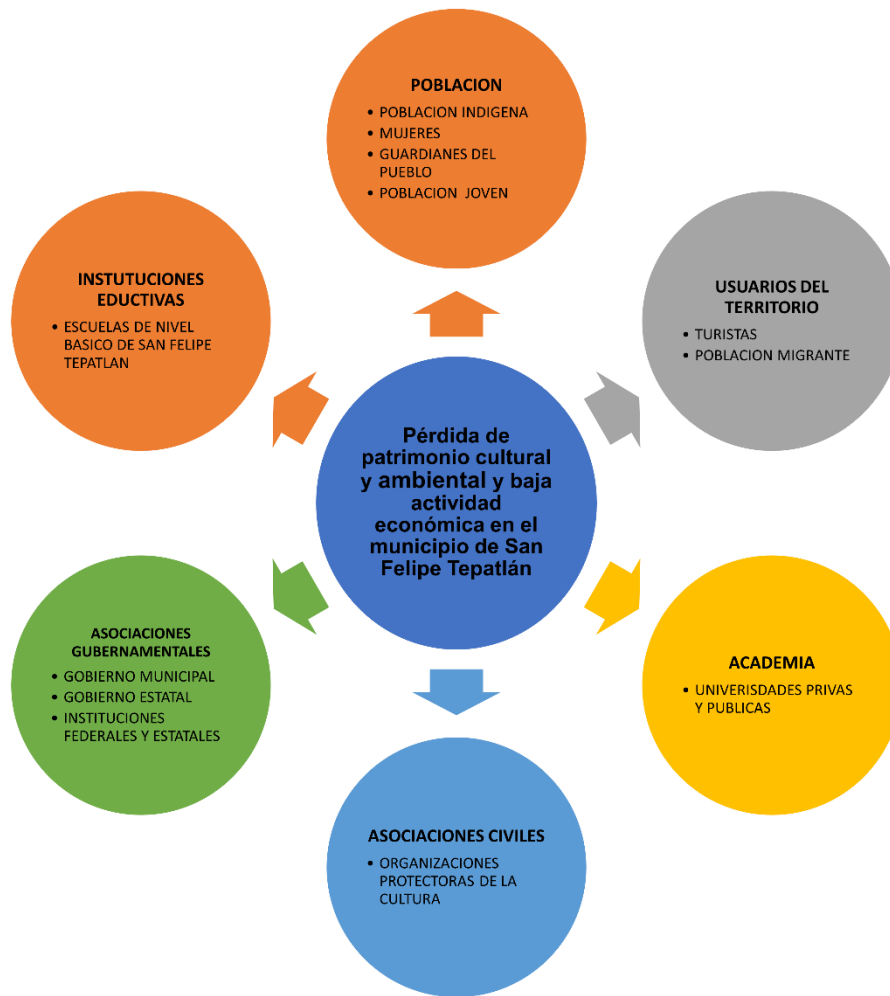 POBLACION
• POBLACION INDIGENA
• MUJERES
• GUARDIANES DEL
PUEBLO
• POBLACION JOVEN
USUARIOS DEL
TERRITORIO
• TURISTAS
• POBLACION MIGRANTE
ACADEMIA
• UNIVERISDADES PRIVAS
Y PUBLICAS
ASOCIACIONES CIVILES
• ORGANIZACIONES
PROTECTORAS DE LA
CULTURA
ASOCIACIONES
GUBERNAMENTALES
• GOBIERNO MUNICIPAL
• GOBIERNO ESTATAL
• INSTITUCIONES
FEDERALES Y ESTATALES
INSTUTUCIONES
EDUCTIVAS
• ESCUELAS DE NIVEL
BASICO DE SAN FELIPE
TEPATLAN
Pérdida de
patrimonio cultural
y ambiental y baja
actividad
económica en el
municipio de San
Felipe Tepatlán